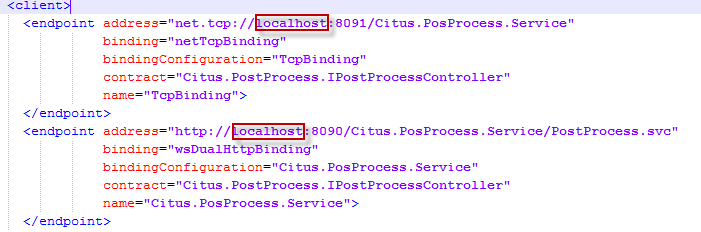 <client>
<endpoint address="net.tcp://localhost:8091/Citus.PosProcess.Service"
binding="netTcpBinding"
bindingConfiguration="TcpBinding"
contract="Citus.PostProcess.IPostProcessController"
name="TcpBinding">
</endpoint>
<endpoint address="http://localhost:8090/Citus.PosProcess.Service/PostProcess.svc"
binding="wsDualHttpBinding"
bindingConfiguration="Citus.PosProcess.Service"
contract="Citus.PostProcess.IPostProcessController"
name="Citus.PosProcess.Service">
</endpoint>